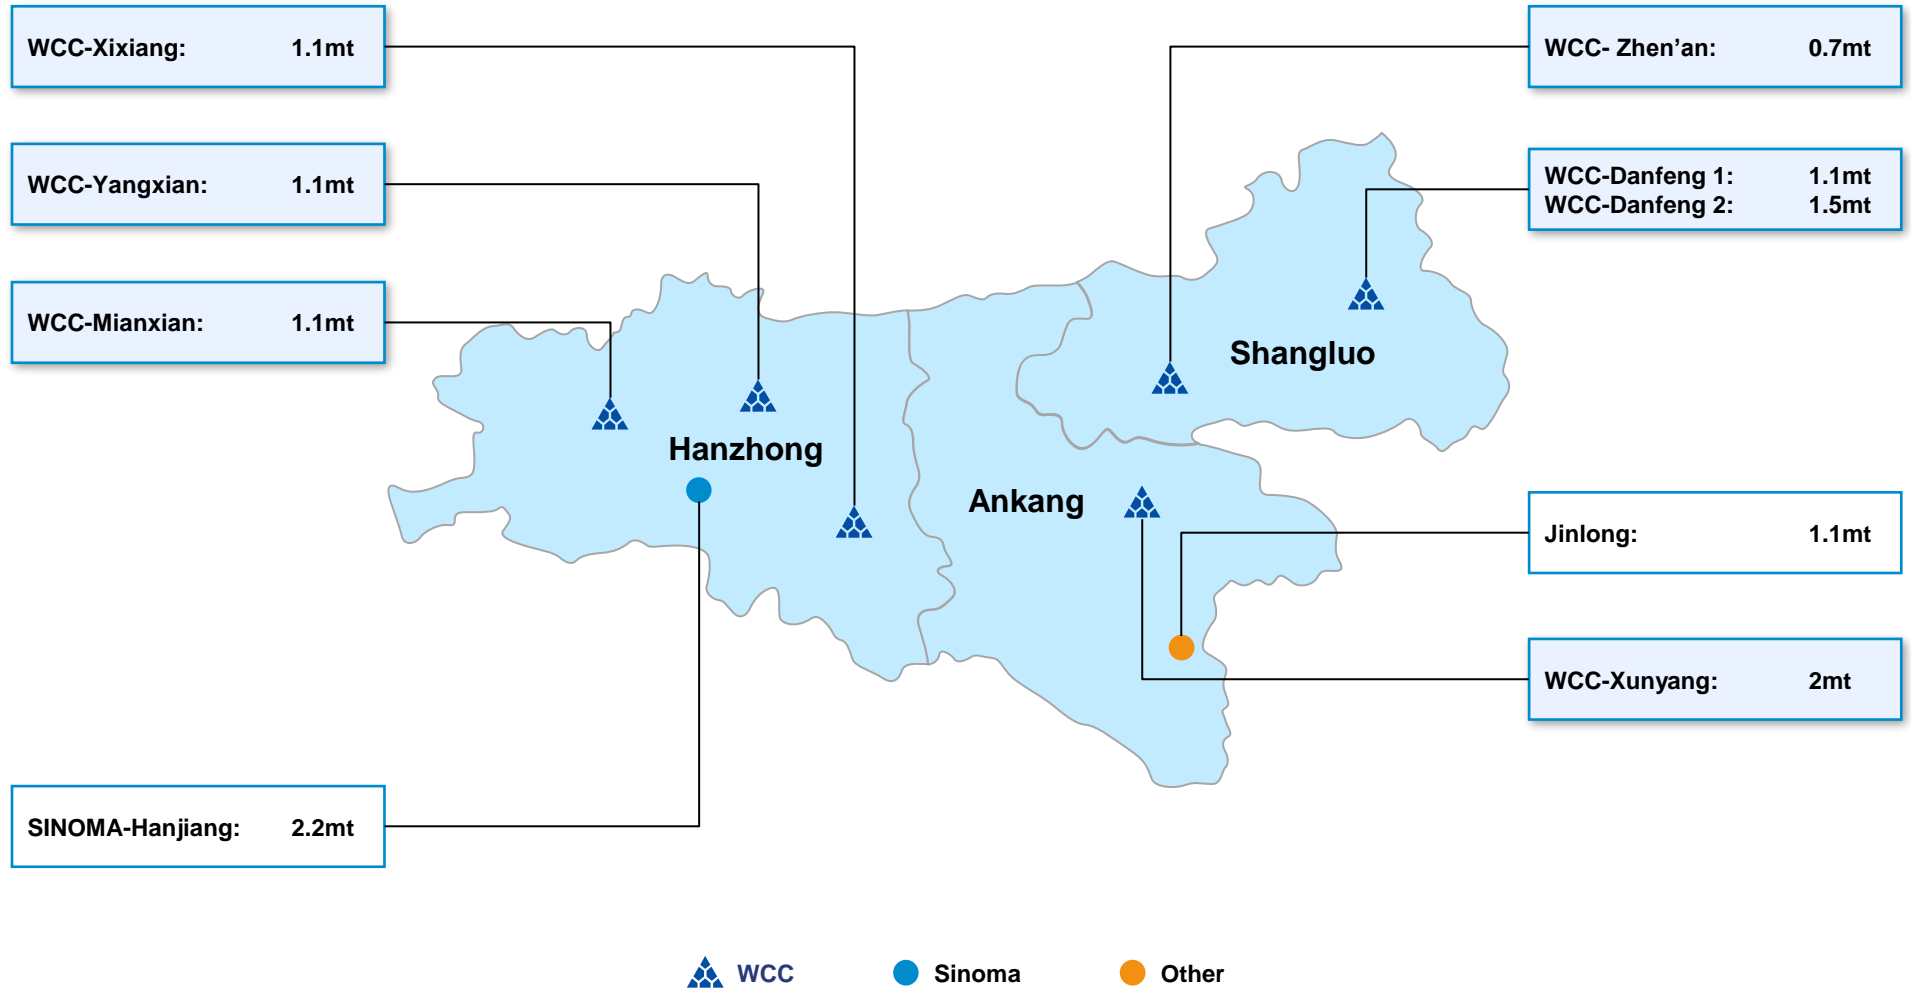 WCC-Xixiang: 1.1mt
WCC-Yangxian: 1.1mt
WCC-Mianxian: 1.1mt
SINOMA-Hanjiang: 2.2mt
WCC- Zhen’an: 0.7mt
WCC-Danfeng 1: 1.1mt
WCC-Danfeng 2: 1.5mt
Jinlong: 1.1mt
WCC-Xunyang: 2mt
Shangluo
Hanzhong
Ankang
WCC
Sinoma
Other